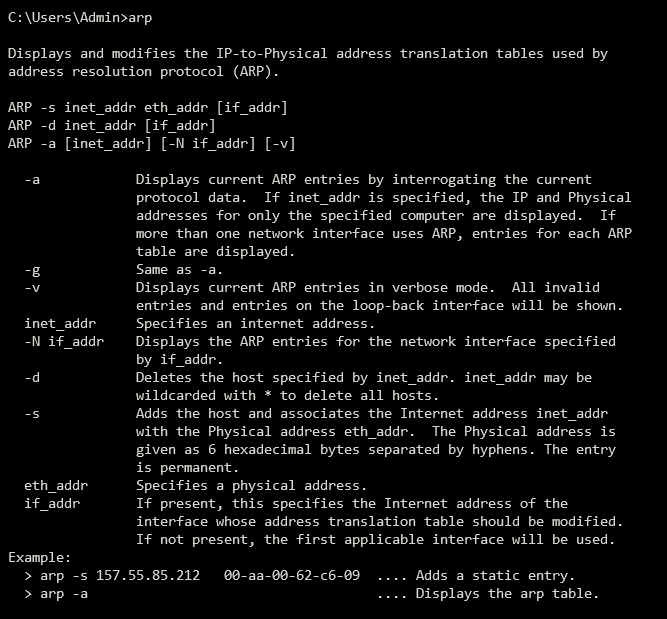 C:\Users\Admin>arp
Displays and modifies the IP-to-Physical address translation tables used by
address resolution protocol (ARP).
ARP -s inet_addr eth_addr [if_addr]
ARP -d inet_addr [if_addr]
ARP -a [inet_addr] [-N if_addr] [-v]
-a Displays current ARP entries by interrogating the current
protocol data. If inet_addr is specified, the IP and Physical
addresses for only the specified computer are displayed. If
more than one network interface uses ARP, entries for each ARP
table are displayed.
-g Same as -a.
-v Displays current ARP entries in verbose mode. All invalid
entries and entries on the loop-back interface will be shown.
inet_addr Specifies an internet address.
-N if_addr Displays the ARP entries for the network interface specified
by if_addr.
-d Deletes the host specified by inet_addr. inet_addr may be
wildcarded with * to delete all hosts.
-s Adds the host and associates the Internet address inet_addr
with the Physical address eth_addr. The Physical address is
given as 6 hexadecimal bytes separated by hyphens. The entry
is permanent.
eth_addr Specifies a physical address.
if_addr If present, this specifies the Internet address of the
interface whose address translation table should be modified.
If not present, the first applicable interface will be used.
Example:
> arp -s 157.55.85.212 00-aa-00-62-c6-09 .... Adds a static entry.
> arp -a .... Displays the arp table.